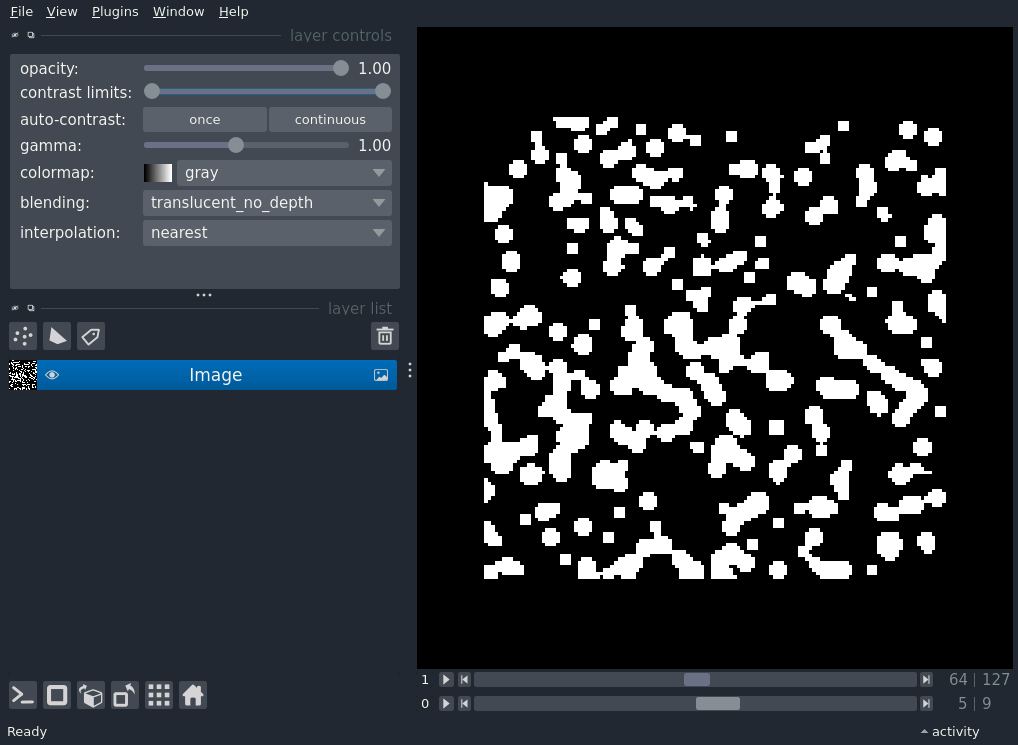 File View Plugins Window Help
layer controls
opacity: 1.00
contrast limits:
auto-contrast: once continuous
gamma: 1.00
colormap: gray
blending: translucent_no_depth
interpolation: nearest
layer list
Image
1 64 | 127
0 5 | 9
Ready activity